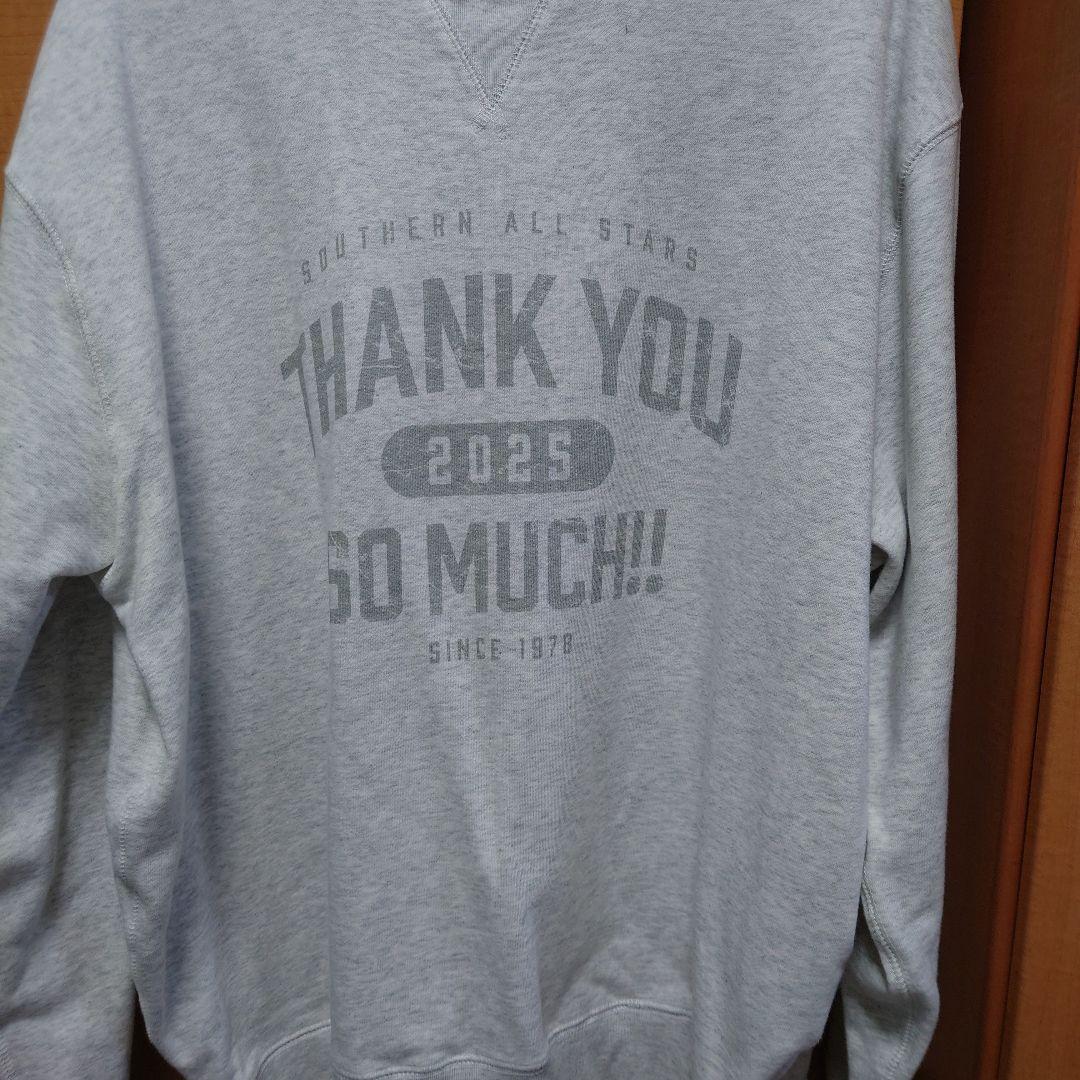 SOUTHERN ALL STARS
THANK YOU
2025
SO MUCH!!
SINCE 1978